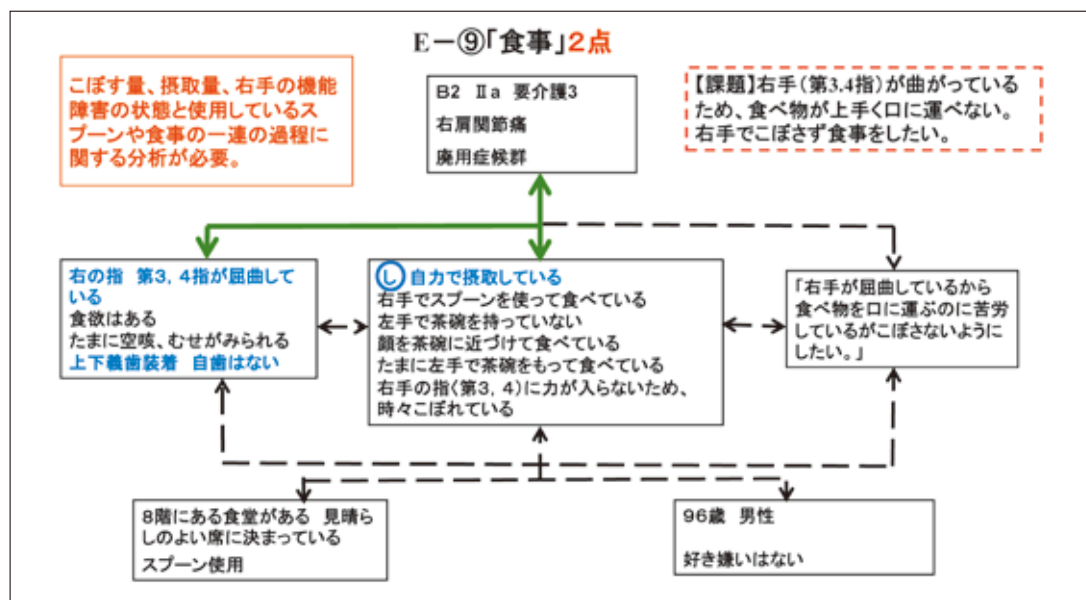 E－⑨「食事」２点
こぼす量、摂取量、右手の機能
障害の状態と使用しているス
プーンや食事の一連の過程に
関する分析が必要。
B2　Ⅱa　要介護3
右肩関節痛
廃用症候群
【課題】右手（第3.4指）が曲がっている
ため、食べ物が上手く口に運べない。
右手でこぼさず食事をしたい。
右の指　第3，4指が屈曲して
いる
食欲はある
たまに空咳、むせがみられる
上下義歯装着　自歯はない
し 自力で摂取している
右手でスプーンを使って食べている
左手で茶碗を持っていない
顔を茶碗に近づけて食べている
たまに左手で茶碗をもって食べている
右手の指（第3，4）に力が入らないため、
時々こぼれている
「右手が屈曲しているから
食べ物を口に運ぶのに苦労
しているがこぼさないように
したい。」
8階にある食堂がある　見晴ら
しのよい席に決まっている
スプーン使用
96歳　男性
好き嫌いはない